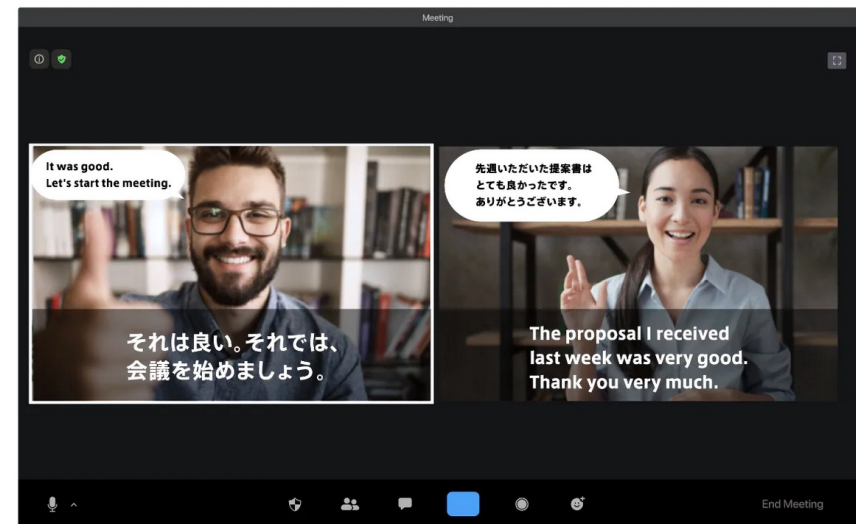 Meeting
It was good.
Let's start the meeting.
それは良い。それでは、
会議を始めましょう。
先週いただいた提案書は
とても良かったです。
ありがとうございます。
The proposal I received
last week was very good.
Thank you very much.
End Meeting